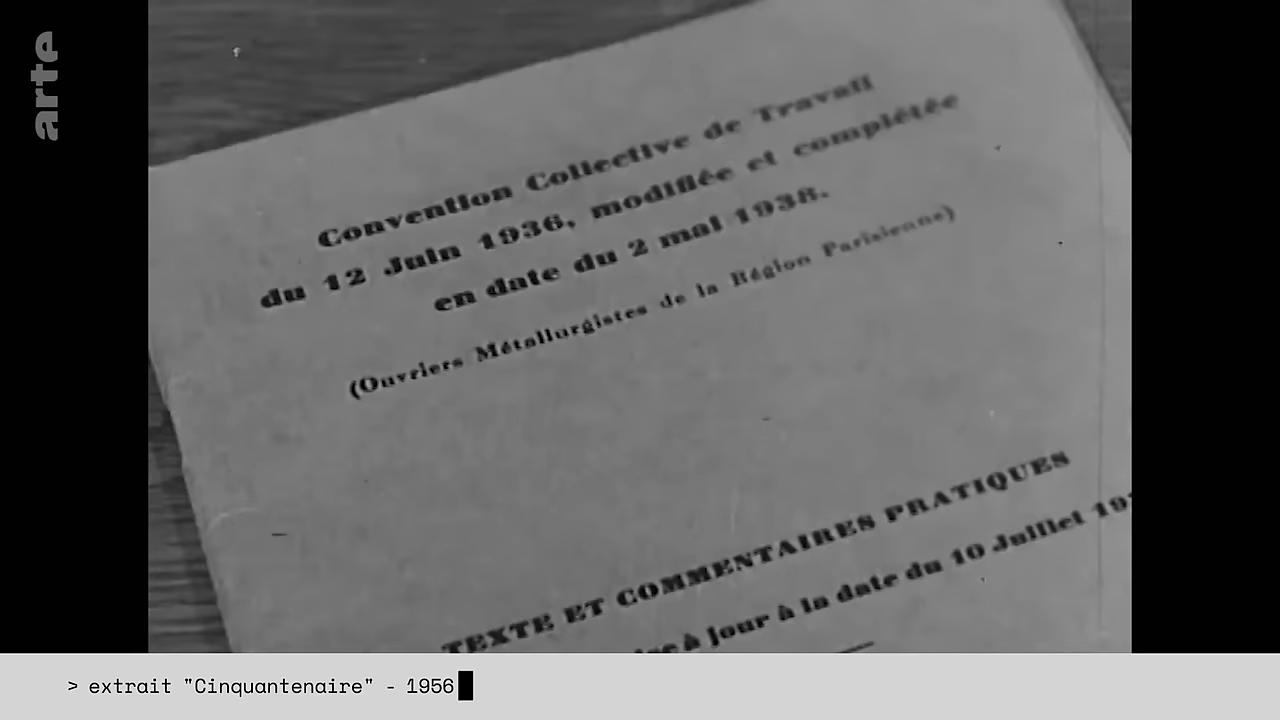 arte
Convention Collective de Travail
du 12 Juin 1936, modifiée et complétée
en date du 2 mai 1938.
(Ouvriers Métallurgistes de la Région Parisienne)
TEXTE ET COMMENTAIRES PRATIQUES
à jour à la date du 10 Juillet
> extrait "Cinquantenaire" - 1956